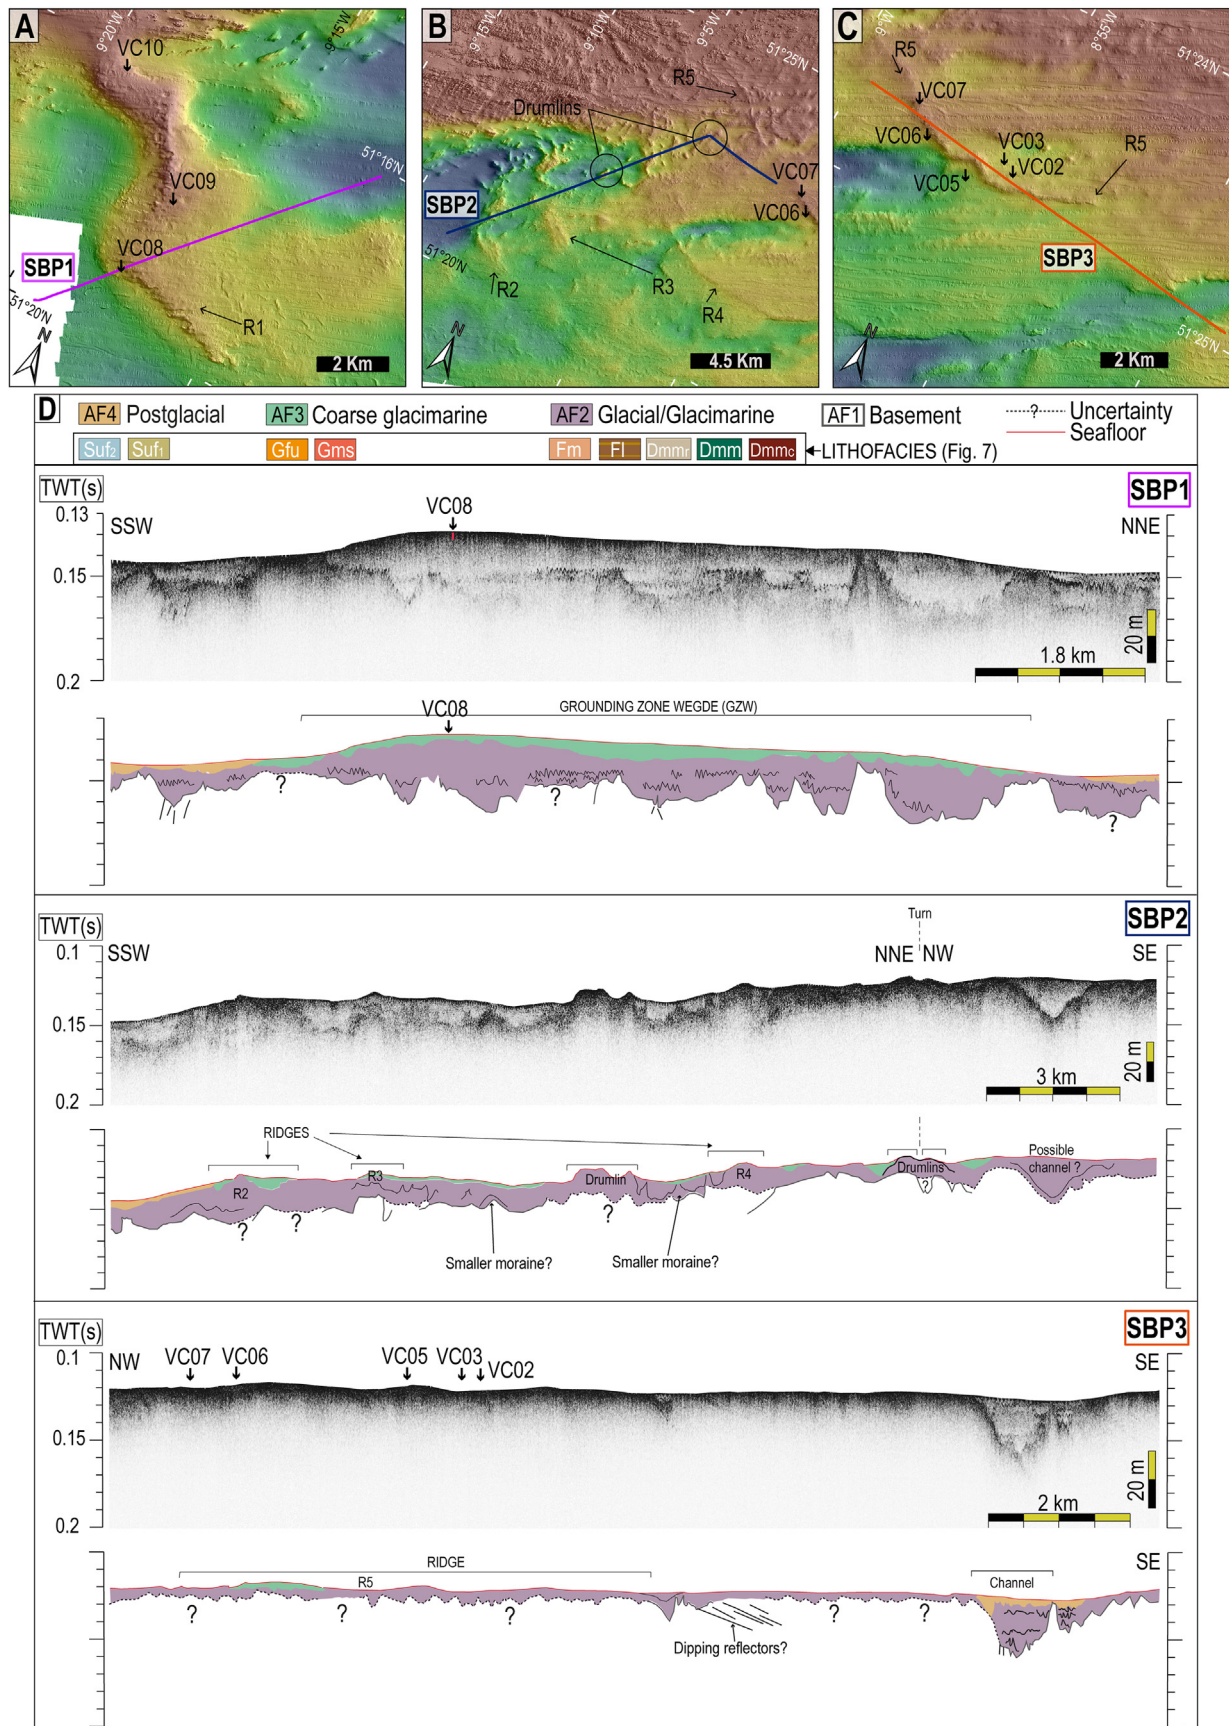 A
9°20'W
9°15'W
VC10
VC09
51°16'N
VC08
SBP1
51°20'N
R1
N
2 Km
B
9°15'W
9°10'W
9°5'W
51°25'N
R5
Drumlins
VC07
VC06
SBP2
51°20'N
R2
R3
R4
N
4.5 Km
C
9°W
8°55'W
51°24'N
R5
VC07
VC06
VC03
VC02
R5
VC05
SBP3
51°25'N
N
2 Km
D
AF4 Postglacial
AF3 Coarse glacimarine
AF2 Glacial/Glacimarine
AF1 Basement
Uncertainty
Seafloor
Suf2 Suf1 Gfu Gms Fm Fl Dmmr Dmm Dmmc
LITHOFACIES (Fig. 7)
TWT(s)
SBP1
0.13
SSW
VC08
NNE
0.15
20 m
1.8 km
0.2
GROUNDING ZONE WEGDE (GZW)
VC08
?
?
?
TWT(s)
SBP2
Turn
0.1
SSW
NNE NW
SE
0.15
20 m
3 km
0.2
RIDGES
R2
R3
Drumlin
R4
Drumlins
Possible
channel ?
?
?
?
?
?
Smaller moraine?
Smaller moraine?
TWT(s)
SBP3
0.1
NW
VC07
VC06
VC05
VC03
VC02
SE
0.15
20 m
2 km
0.2
RIDGE
R5
SE
Channel
?
?
?
?
?
Dipping reflectors?